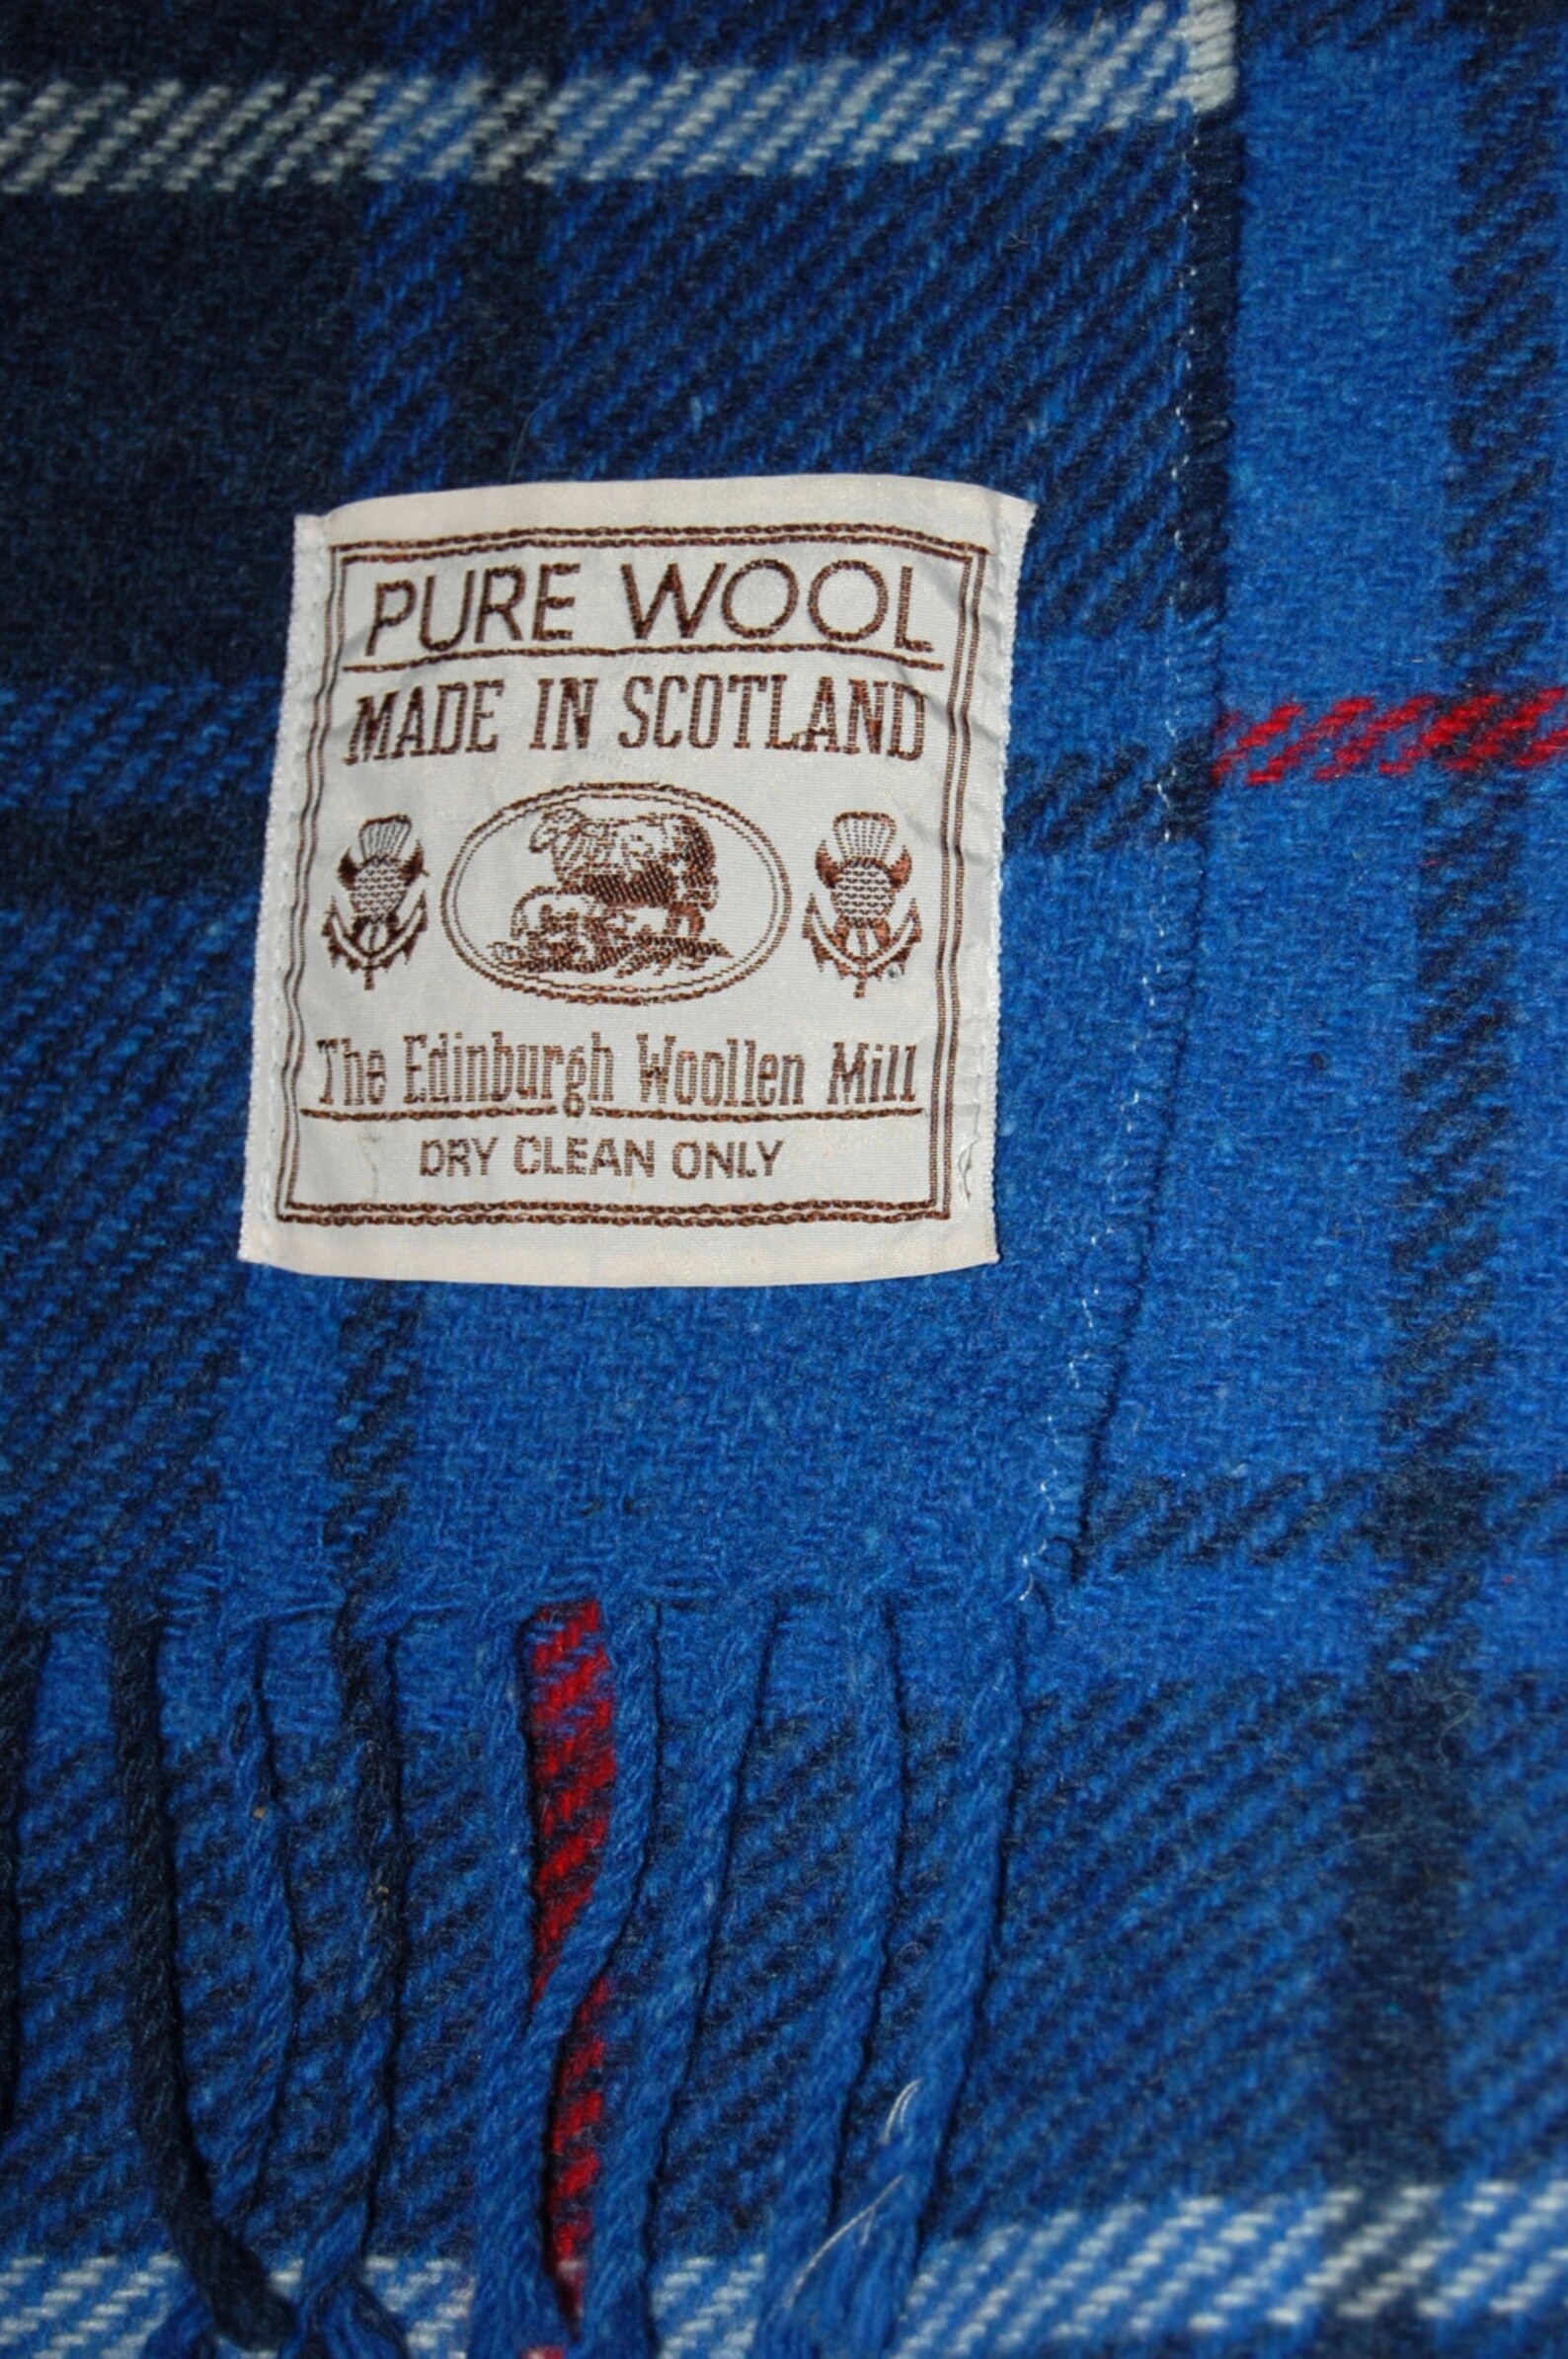 PURE WOOL
MADE IN SCOTLAND
The Edinburgh Woollen Mill
DRY CLEAN ONLY